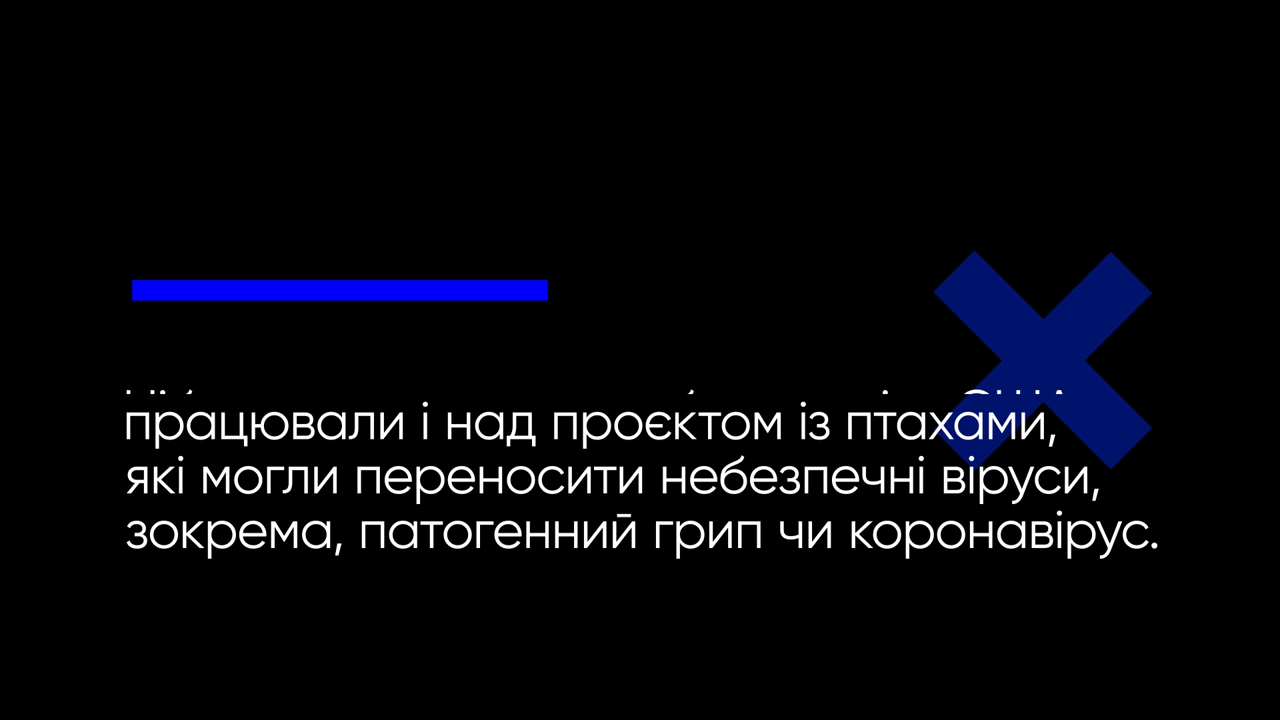 працювали і над проєктом із птахами,
які могли переносити небезпечні віруси,
зокрема, патогенний грип чи коронавірус.